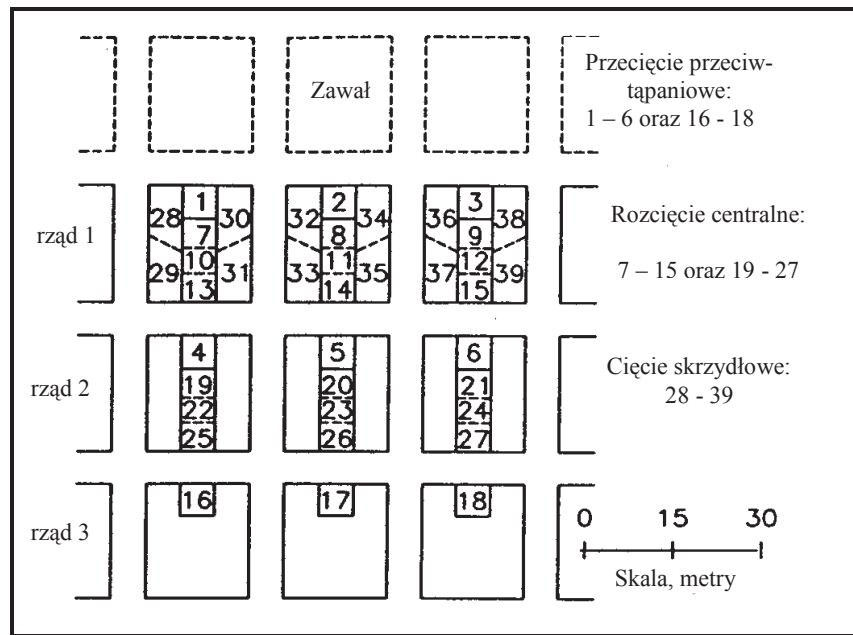 Zawał
Przecięcie przeciw-
tąpaniowe:
1 – 6 oraz 16 - 18
rząd 1
1 2 3
28 30 32 34 36 38
7 8 9
10 11 12
29 31 33 35 37 39
13 14 15
Rozcięcie centralne:
7 – 15 oraz 19 - 27
rząd 2
4 5 6
19 20 21
22 23 24
25 26 27
Cięcie skrzydłowe:
28 - 39
rząd 3
16 17 18
0 15 30
Skala, metry